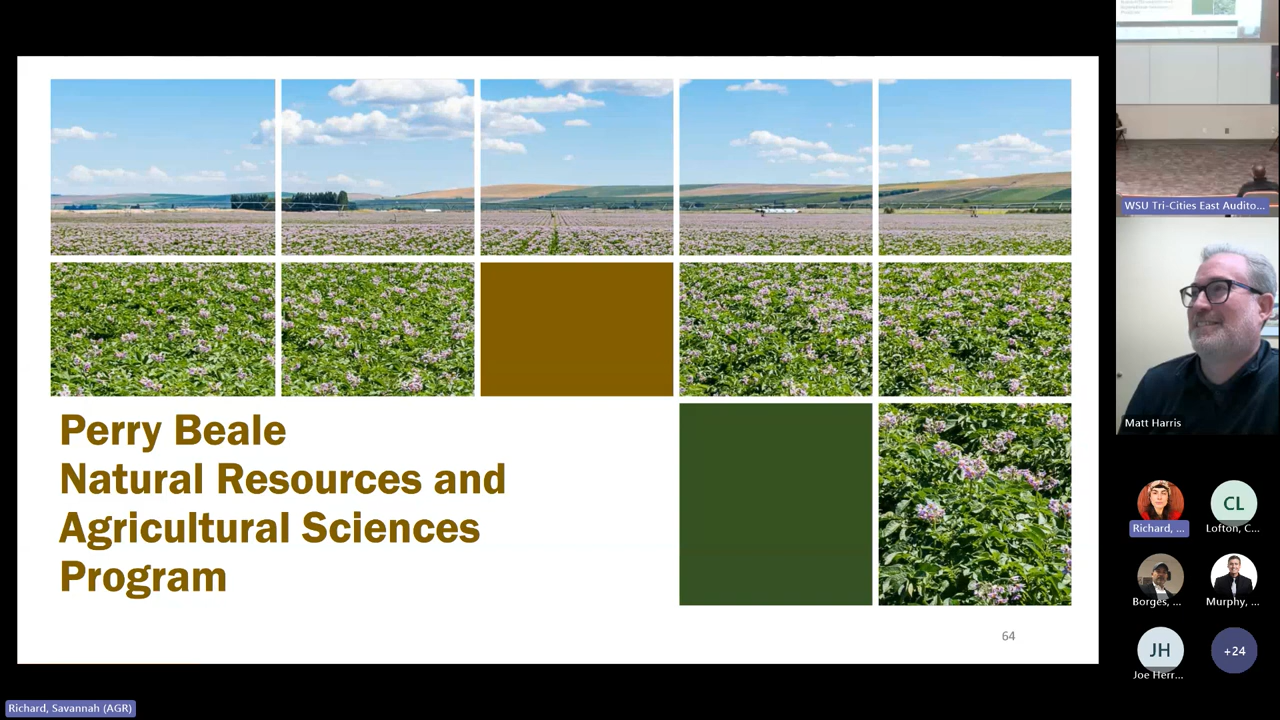 Perry Beale
Natural Resources and
Agricultural Sciences
Program
64
WSU Tri-Cities East Audito...
Matt Harris
Richard, ...
CL
Lofton, C...
Borges, ...
Murphy, ...
JH
Joe Herr...
+24
Richard, Savannah (AGR)